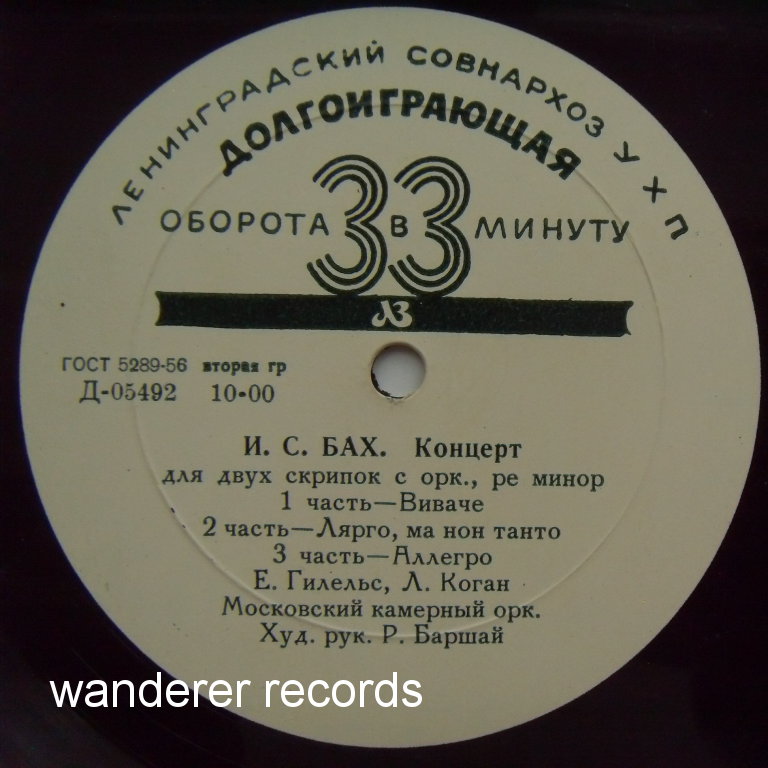 ЛЕНИНГРАДСКИЙ СОВНАРХОЗ УХП
ДОЛГОИГРАЮЩАЯ
ОБОРОТА 33 В МИНУТУ
ЛЗ
ГОСТ 5289-56 вторая гр
Д-05492 10-00
И. С. БАХ. Концерт
для двух скрипок с орк., ре минор
1 часть—Виваче
2 часть—Лярго, ма нон танто
3 часть—Аллегро
Е. Гилельс, Л. Коган
Московский камерный орк.
Худ. рук. Р. Баршай
wanderer records